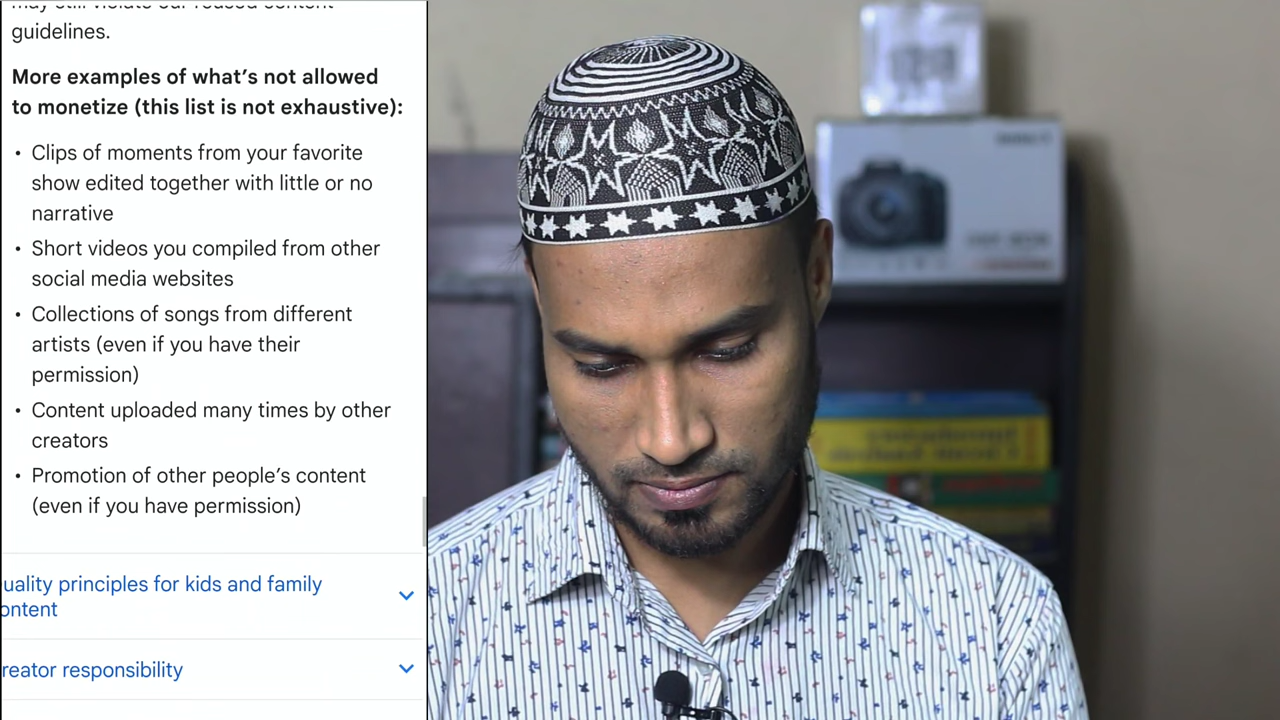 guidelines.
More examples of what's not allowed
to monetize (this list is not exhaustive):
• Clips of moments from your favorite
show edited together with little or no
narrative
• Short videos you compiled from other
social media websites
• Collections of songs from different
artists (even if you have their
permission)
• Content uploaded many times by other
creators
• Promotion of other people's content
(even if you have permission)
uality principles for kids and family
ontent
reator responsibility